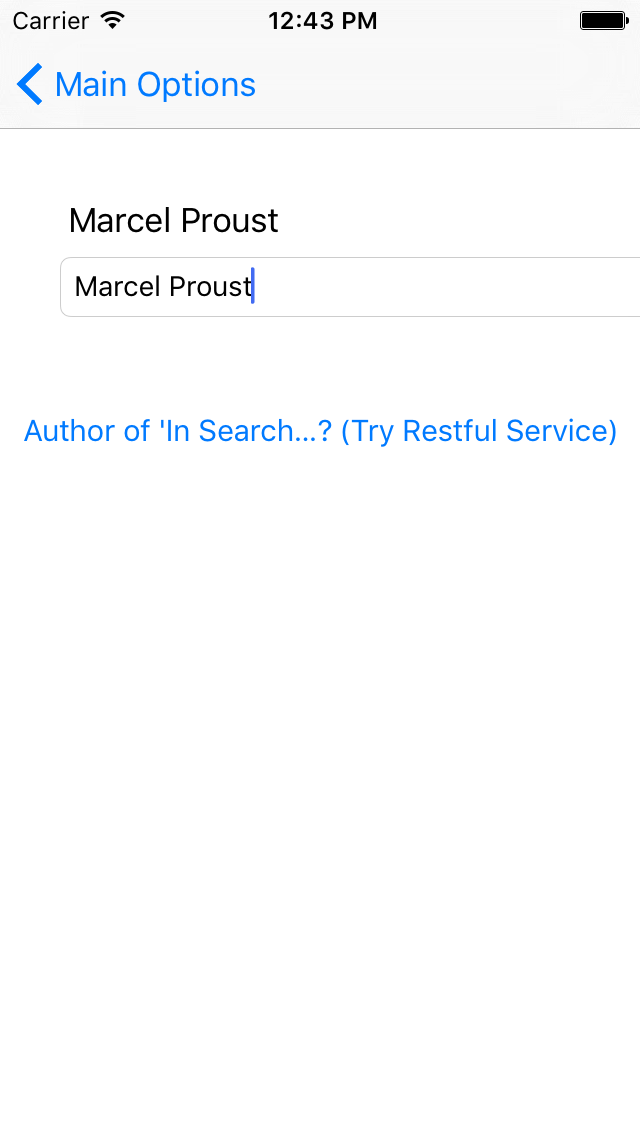 Carrier 12:43 PM
Main Options
Marcel Proust
Marcel Proust
Author of 'In Search...? (Try Restful Service)